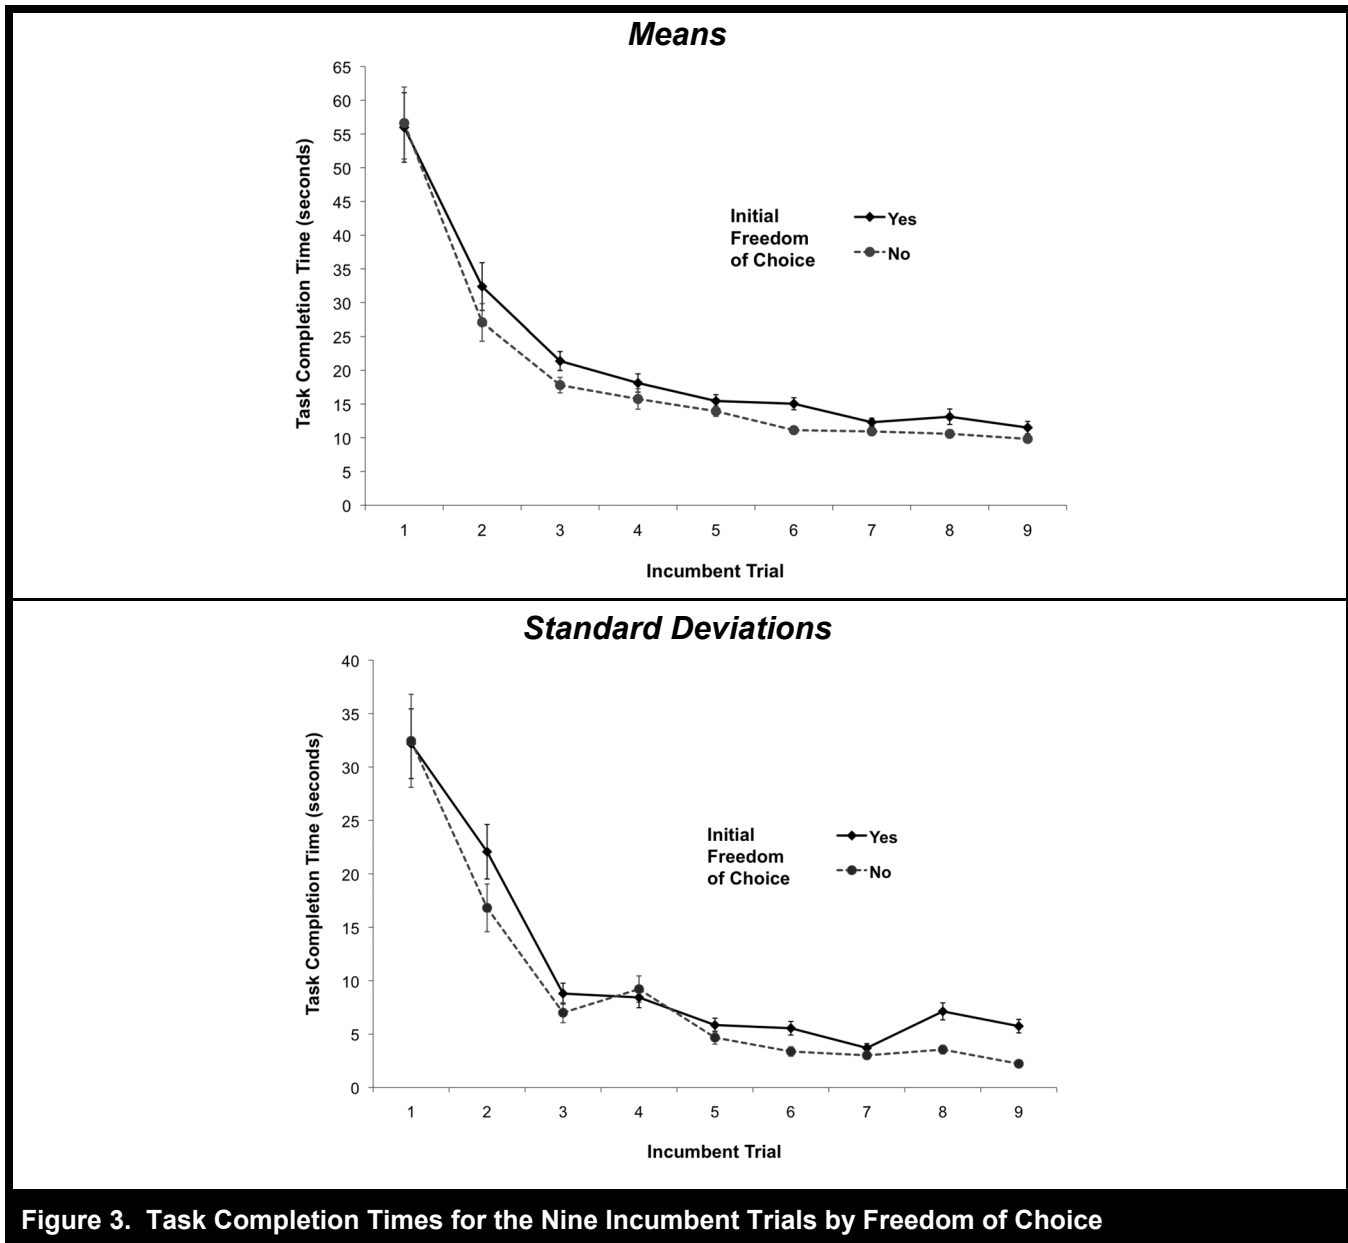 Means
65
60
55
50
45
40
35
30
25
20
15
10
5
0
Task Completion Time (seconds)
Initial
Freedom
of Choice
Yes
No
1 2 3 4 5 6 7 8 9
Incumbent Trial
Standard Deviations
40
35
30
25
20
15
10
5
0
Task Completion Time (seconds)
Initial
Freedom
of Choice
Yes
No
1 2 3 4 5 6 7 8 9
Incumbent Trial
Figure 3. Task Completion Times for the Nine Incumbent Trials by Freedom of Choice